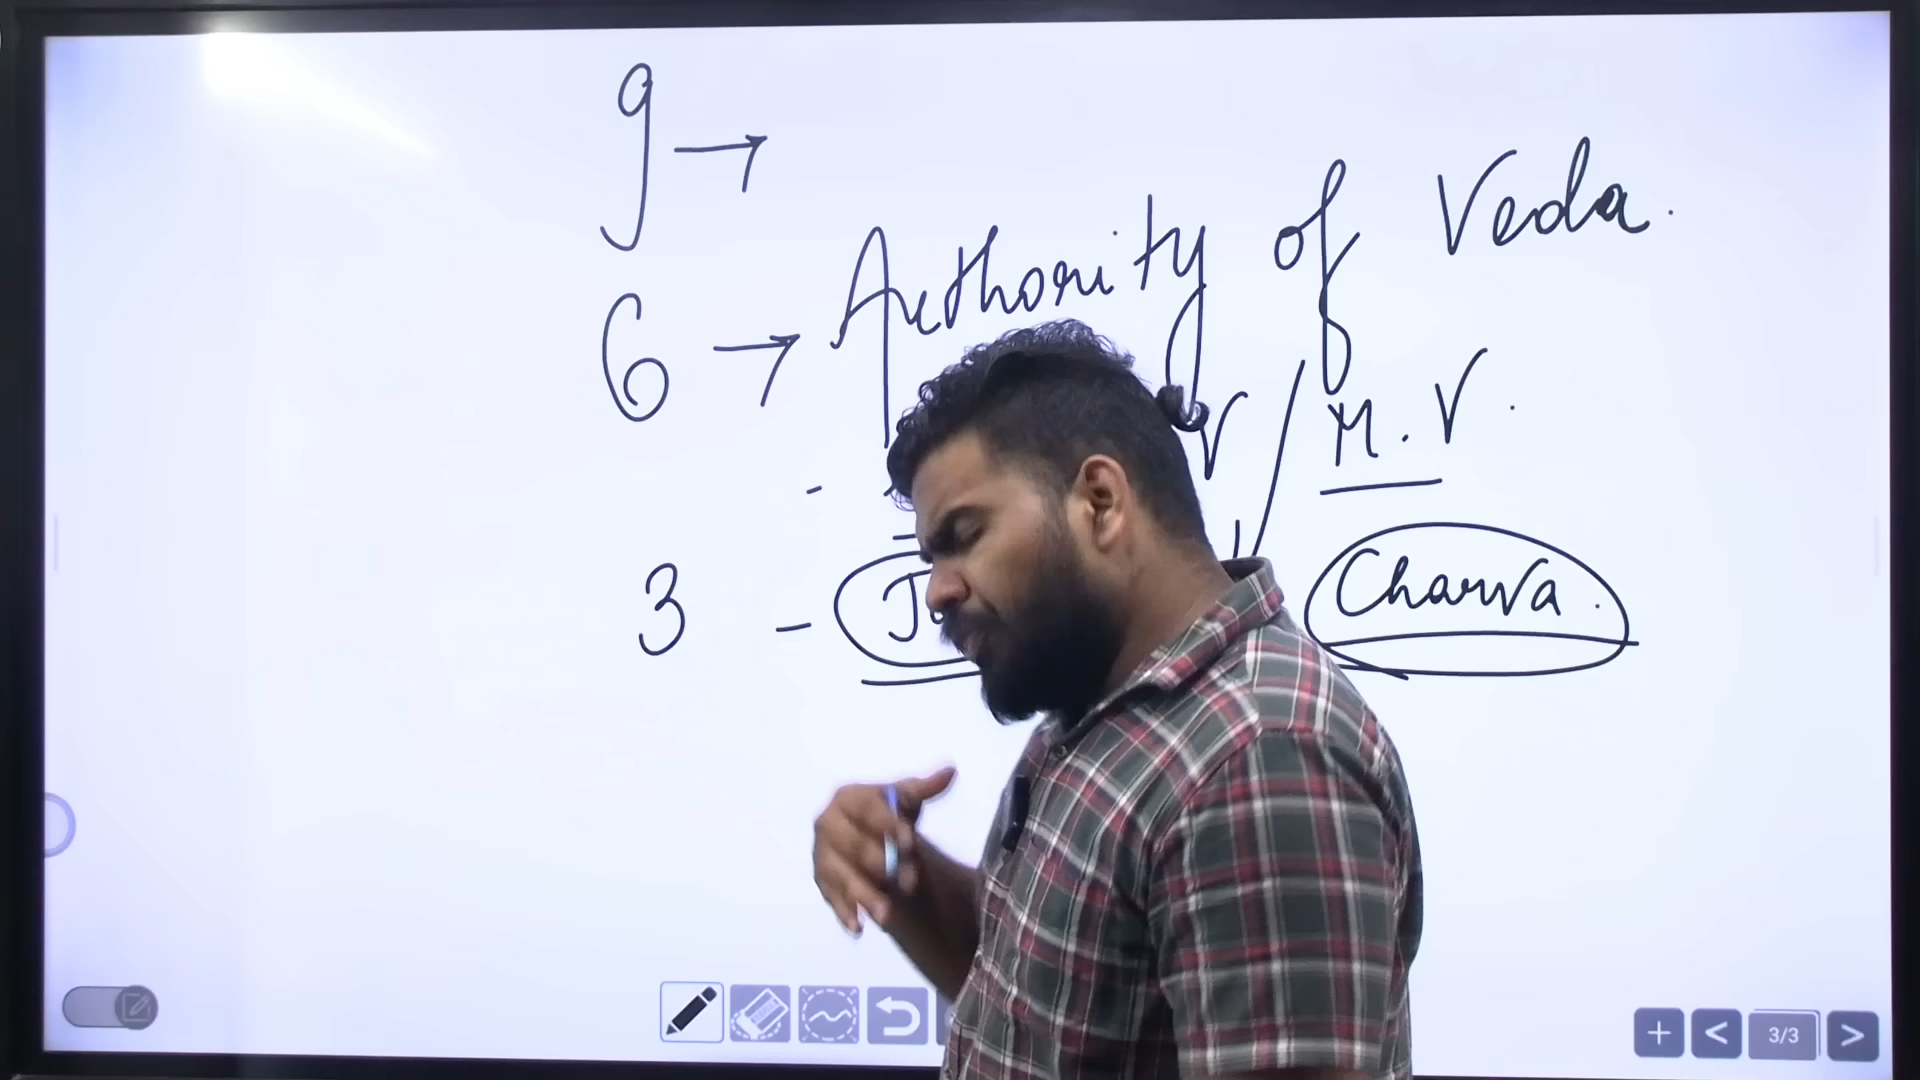 9 →
6 → Authority of Veda.
- V / M. V.
3 - Charva.
3/3